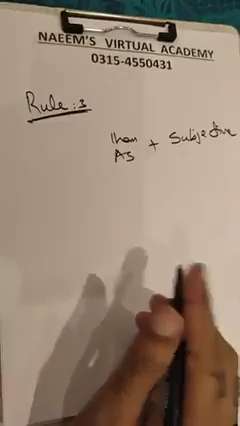 NAEEM'S VIRTUAL ACADEMY
0315-4550431
Rule: 3
Than
As + Subjective